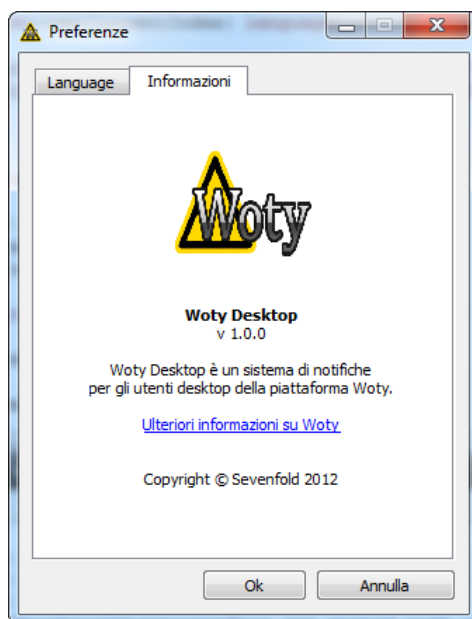 Preferenze
Language
Informazioni
Woty
Woty Desktop
v 1.0.0
Woty Desktop è un sistema di notifiche
per gli utenti desktop della piattaforma Woty.
Ulteriori informazioni su Woty
Copyright © Sevenfold 2012
Ok
Annulla